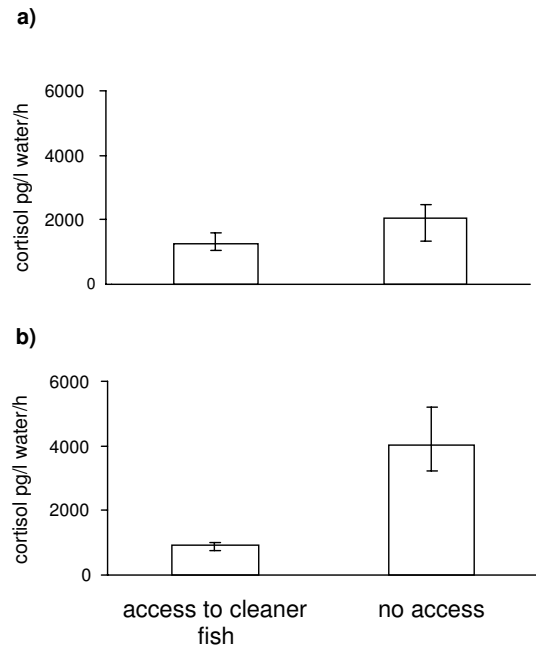 a)
6000
4000
2000
0
cortisol pg/l water/h
b)
6000
4000
2000
0
cortisol pg/l water/h
access to cleaner
fish
no access